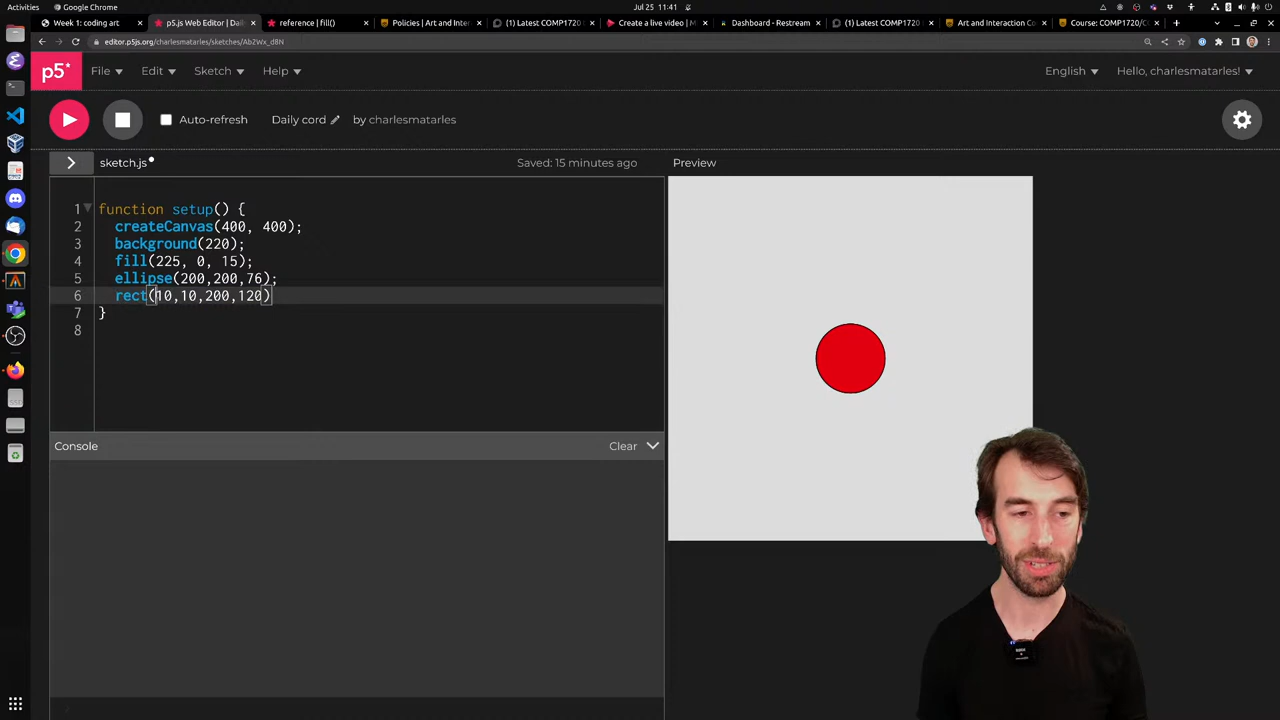 Activities
Google Chrome
Jul 25 11:41
Week 1: coding art
p5.js Web Editor | Dai
reference | fill()
Policies | Art and Inter
(1) Latest COMP1720
Create a live video | M
Dashboard - Restream
(1) Latest COMP1720
Art and Interaction Co
Course: COMP1720/C
editor.p5js.org/charlesmatarles/sketches/Ab2Wx_d8N
p5*
File
Edit
Sketch
Help
English
Hello, charlesmatarles!
Auto-refresh
Daily cord
by charlesmatarles
sketch.js
Saved: 15 minutes ago
Preview
1 function setup() {
2 createCanvas(400, 400);
3 background(220);
4 fill(225, 0, 15);
5 ellipse(200,200,76);
6 rect(10,10,200,120)
7 }
8
Console
Clear